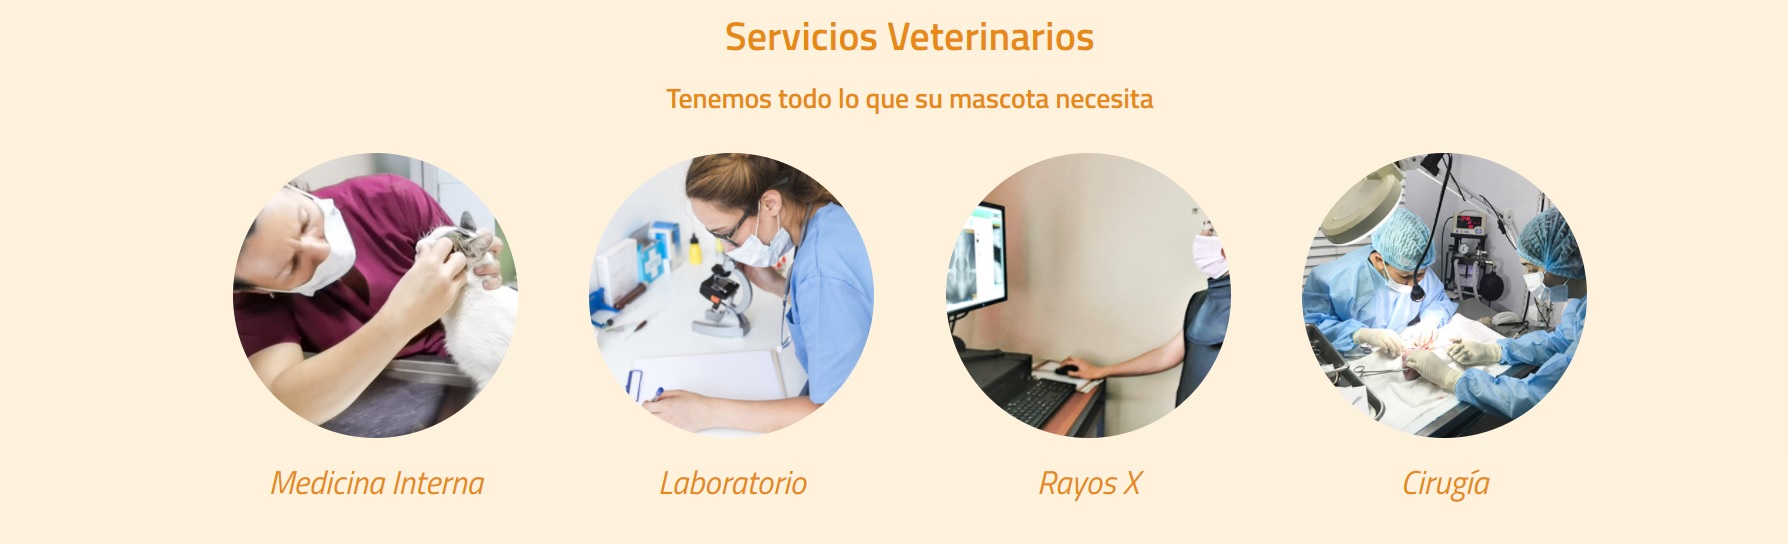 Servicios Veterinarios
Tenemos todo lo que su mascota necesita
Medicina Interna
Laboratorio
Rayos X
Cirugía